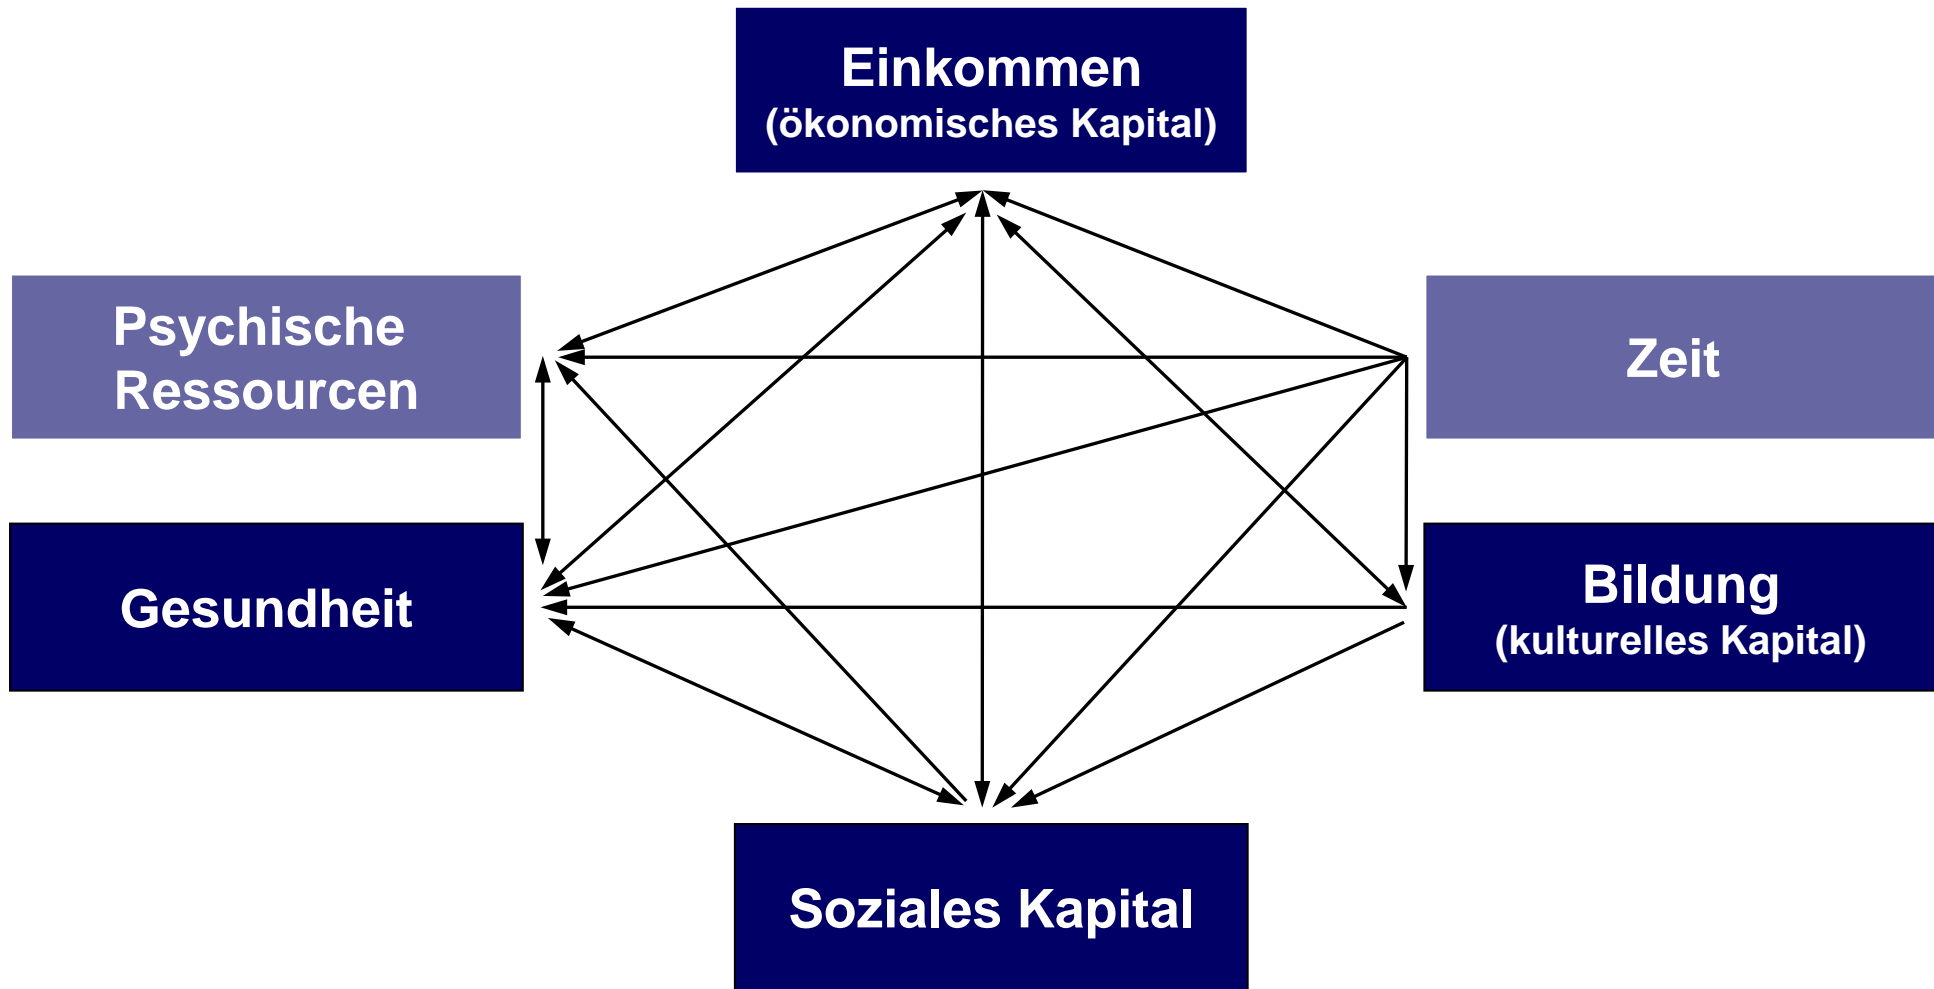 Einkommen
(ökonomisches Kapital)
Psychische
Ressourcen
Zeit
Gesundheit
Bildung
(kulturelles Kapital)
Soziales Kapital